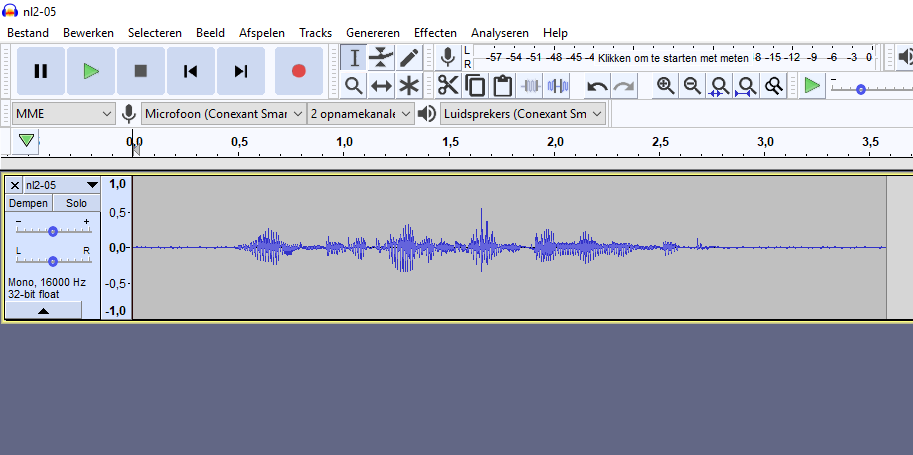 nl2-05
Bestand Bewerken Selecteren Beeld Afspelen Tracks Genereren Effecten Analyseren Help
L
R
-57 -54 -51 -48 -45 -4 Klikken om te starten met meten -8 -15 -12 -9 -6 -3 0
MME Microfoon (Conexant Smar 2 opnamekanale Luidsprekers (Conexant Sm
0,0 0,5 1,0 1,5 2,0 2,5 3,0 3,5
nl2-05
Dempen Solo
- +
L R
Mono, 16000 Hz
32-bit float
1,0
0,5-
0,0-
-0,5-
-1,0